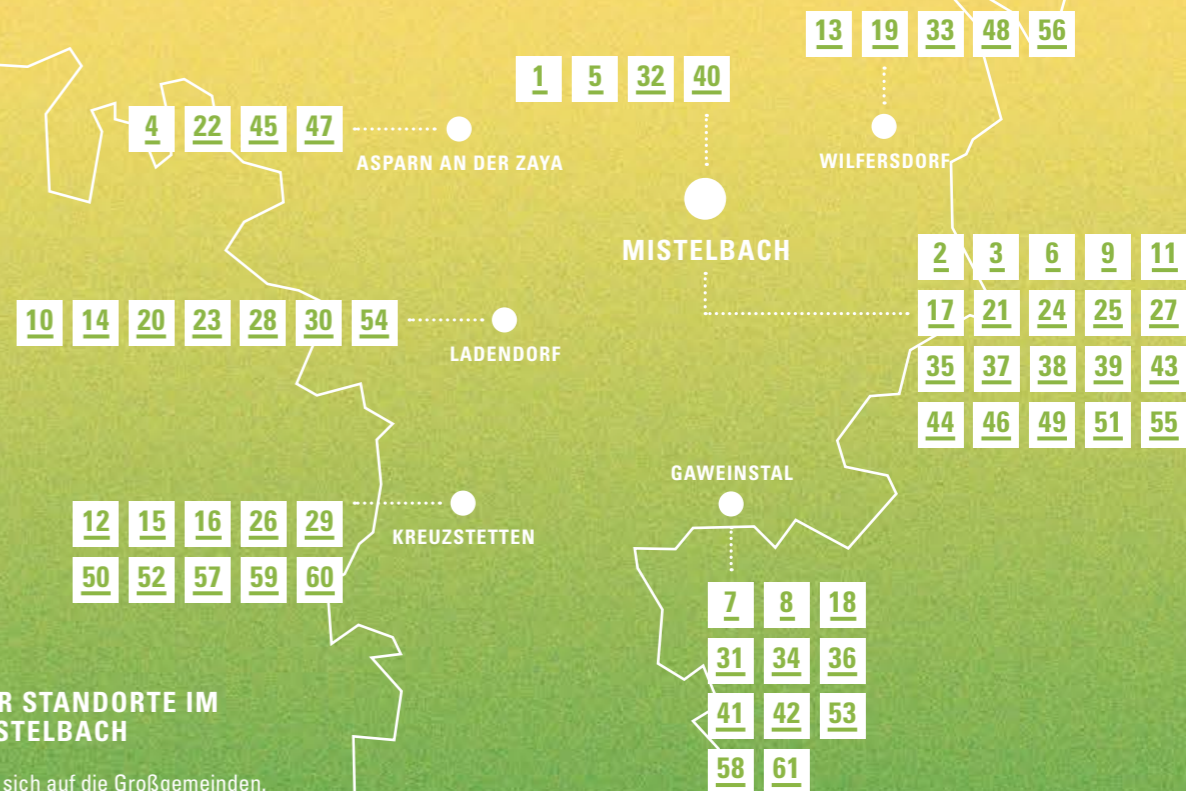 13 19 33 48 56
1 5 32 40
4 22 45 47
ASPARN AN DER ZAYA
WILFERSDORF
MISTELBACH
2 3 6 9 11
17 21 24 25 27
35 37 38 39 43
44 46 49 51 55
10 14 20 23 28 30 54
LADENDORF
GAWEINSTAL
12 15 16 26 29
50 52 57 59 60
KREUZSTETTEN
7 8 18
31 34 36
41 42 53
58 61
R STANDORTE IM
STELBACH
sich auf die Großgemeinden.